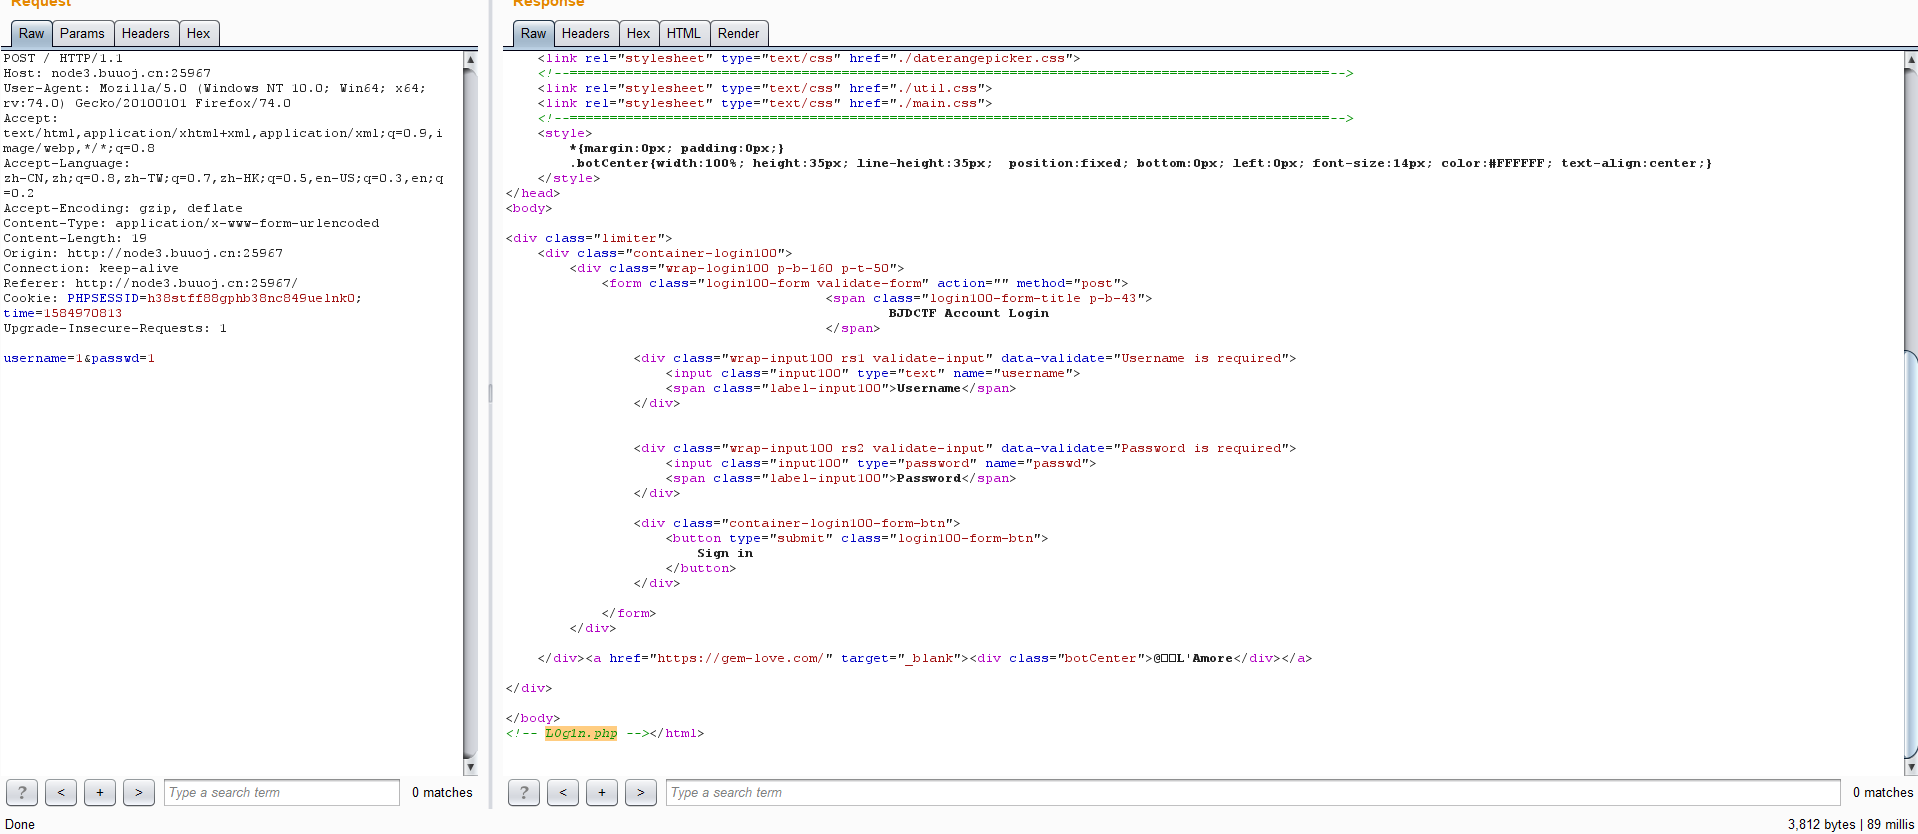 Request
Raw Params Headers Hex
POST / HTTP/1.1
Host: node3.buuoj.cn:25967
User-Agent: Mozilla/5.0 (Windows NT 10.0; Win64; x64;
rv:74.0) Gecko/20100101 Firefox/74.0
Accept:
text/html,application/xhtml+xml,application/xml;q=0.9,i
mage/webp,*/*;q=0.8
Accept-Language:
zh-CN,zh;q=0.8,zh-TW;q=0.7,zh-HK;q=0.5,en-US;q=0.3,en;q
=0.2
Accept-Encoding: gzip, deflate
Content-Type: application/x-www-form-urlencoded
Content-Length: 19
Origin: http://node3.buuoj.cn:25967
Connection: keep-alive
Referer: http://node3.buuoj.cn:25967/
Cookie: PHPSESSID=h38stff88gphb38nc849uelnk0;
time=1584970813
Upgrade-Insecure-Requests: 1
username=1&passwd=1
? < + > Type a search term 0 matches
Done
Response
Raw Headers Hex HTML Render
<link rel="stylesheet" type="text/css" href="./daterangepicker.css">
<!--===============================================================================================-->
<link rel="stylesheet" type="text/css" href="./util.css">
<link rel="stylesheet" type="text/css" href="./main.css">
<!--===============================================================================================-->
<style>
*{margin:0px; padding:0px;}
.botCenter{width:100%; height:35px; line-height:35px;  position:fixed; bottom:0px; left:0px; font-size:14px; color:#FFFFFF; text-align:center;}
</style>
</head>
<body>
<div class="limiter">
<div class="container-login100">
<div class="wrap-login100 p-b-160 p-t-50">
<form class="login100-form validate-form" action="" method="post">
<span class="login100-form-title p-b-43">
BJDCTF Account Login
</span>
<div class="wrap-input100 rs1 validate-input" data-validate="Username is required">
<input class="input100" type="text" name="username">
<span class="label-input100">Username</span>
</div>
<div class="wrap-input100 rs2 validate-input" data-validate="Password is required">
<input class="input100" type="password" name="passwd">
<span class="label-input100">Password</span>
</div>
<div class="container-login100-form-btn">
<button type="submit" class="login100-form-btn">
Sign in
</button>
</div>
</form>
</div>
</div><a href="https://gem-love.com/" target="_blank"><div class="botCenter">@□□L'Amore</div></a>
</div>
</body>
<!-- L0g1n.php --></html>
? < + > Type a search term 0 matches
3,812 bytes | 89 millis